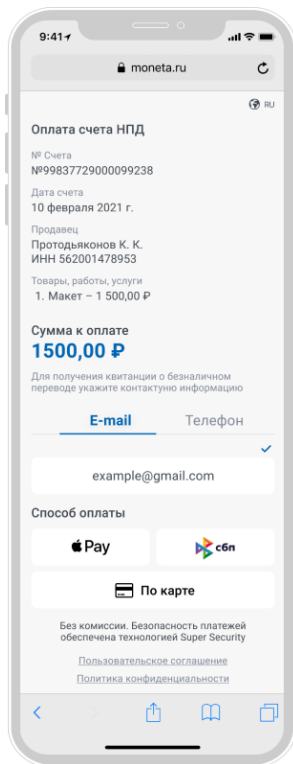 9:41
moneta.ru
RU
Оплата счета НПД
№ Счета
№99837729000099238
Дата счета
10 февраля 2021 г.
Продавец
Протодьяконов К. К.
ИНН 562001478953
Товары, работы, услуги
1. Макет – 1 500,00 ₽
Сумма к оплате
1500,00 ₽
Для получения квитанции о безналичном
переводе укажите контактую информацию
E-mail Телефон
example@gmail.com
Способ оплаты
Pay сбп
По карте
Без комиссии. Безопасность платежей
обеспечена технологией Super Security
Пользовательское соглашение
Политика конфиденциальности